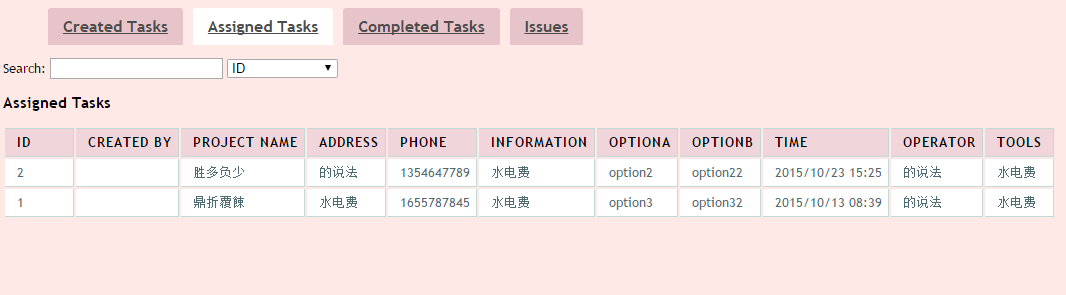 Created Tasks Assigned Tasks Completed Tasks Issues
Search: ID
Assigned Tasks
ID CREATED BY PROJECT NAME ADDRESS PHONE INFORMATION OPTIONA OPTIONB TIME OPERATOR TOOLS
2 胜多负少 的说法 1354647789 水电费 option2 option22 2015/10/23 15:25 的说法 水电费
1 鼎折覆餗 水电费 1655787845 水电费 option3 option32 2015/10/13 08:39 的说法 水电费